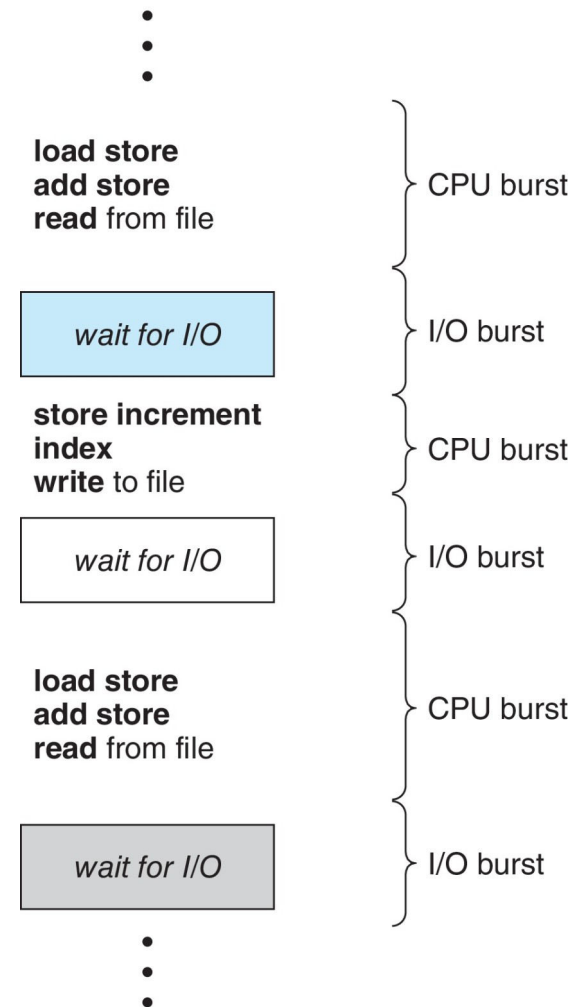 load store
add store
read from file
CPU burst
wait for I/O
I/O burst
store increment
index
write to file
CPU burst
wait for I/O
I/O burst
load store
add store
read from file
CPU burst
wait for I/O
I/O burst